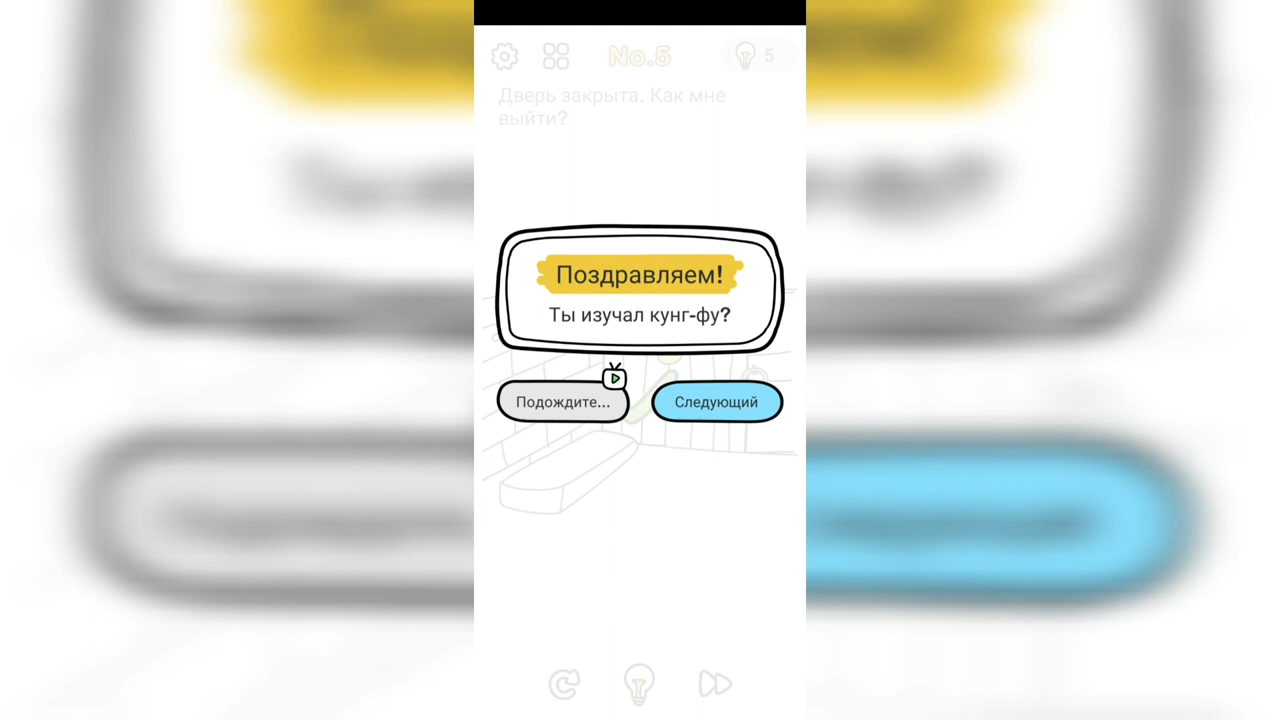 No.5
5
Дверь закрыта. Как мне
выйти?
Поздравляем!
Ты изучал кунг-фу?
Подождите...
Следующий